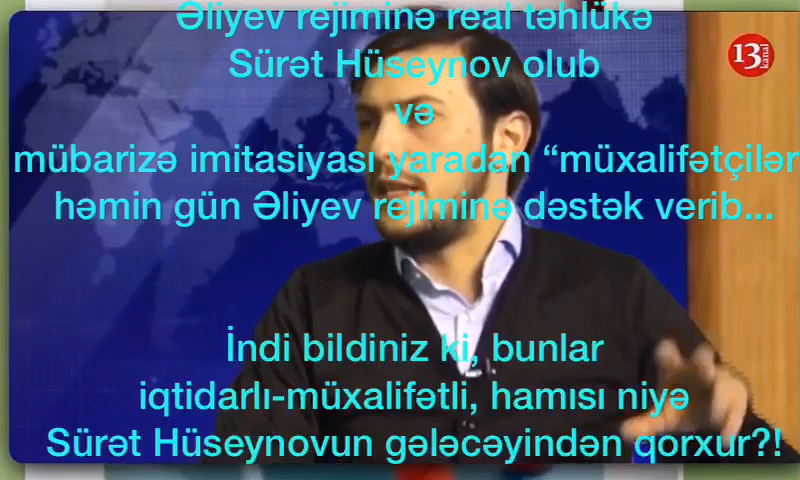 Əliyev rejiminə real təhlükə
Sürət Hüseynov olub
və
mübarizə imitasiyası yaradan “müxalifətçilər
həmin gün Əliyev rejiminə dəstək verib...
İndi bildiniz ki, bunlar
iqtidarlı-müxalifətli, hamısı niyə
Sürət Hüseynovun gələcəyindən qorxur?!
13
kanal